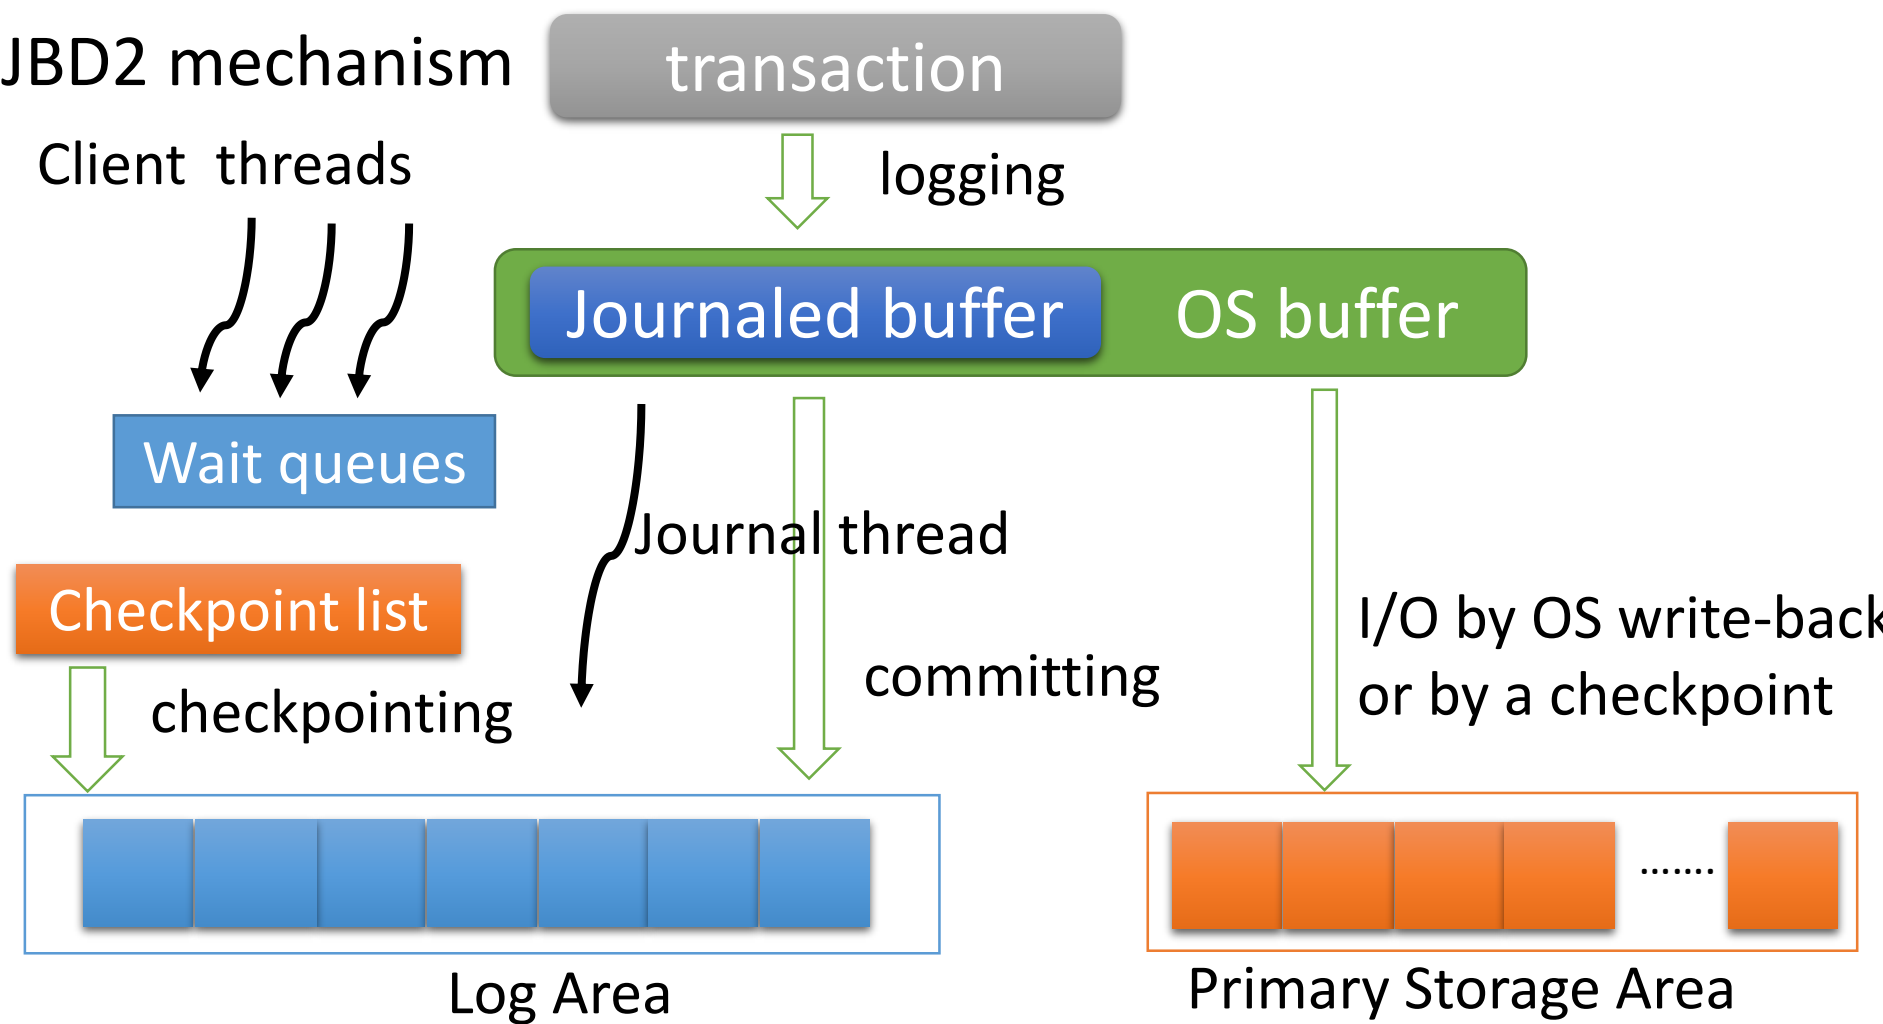 JBD2 mechanism
transaction
Client threads
logging
Journaled buffer
OS buffer
Wait queues
Journal thread
Checkpoint list
I/O by OS write-back
or by a checkpoint
committing
checkpointing
.......
Log Area
Primary Storage Area